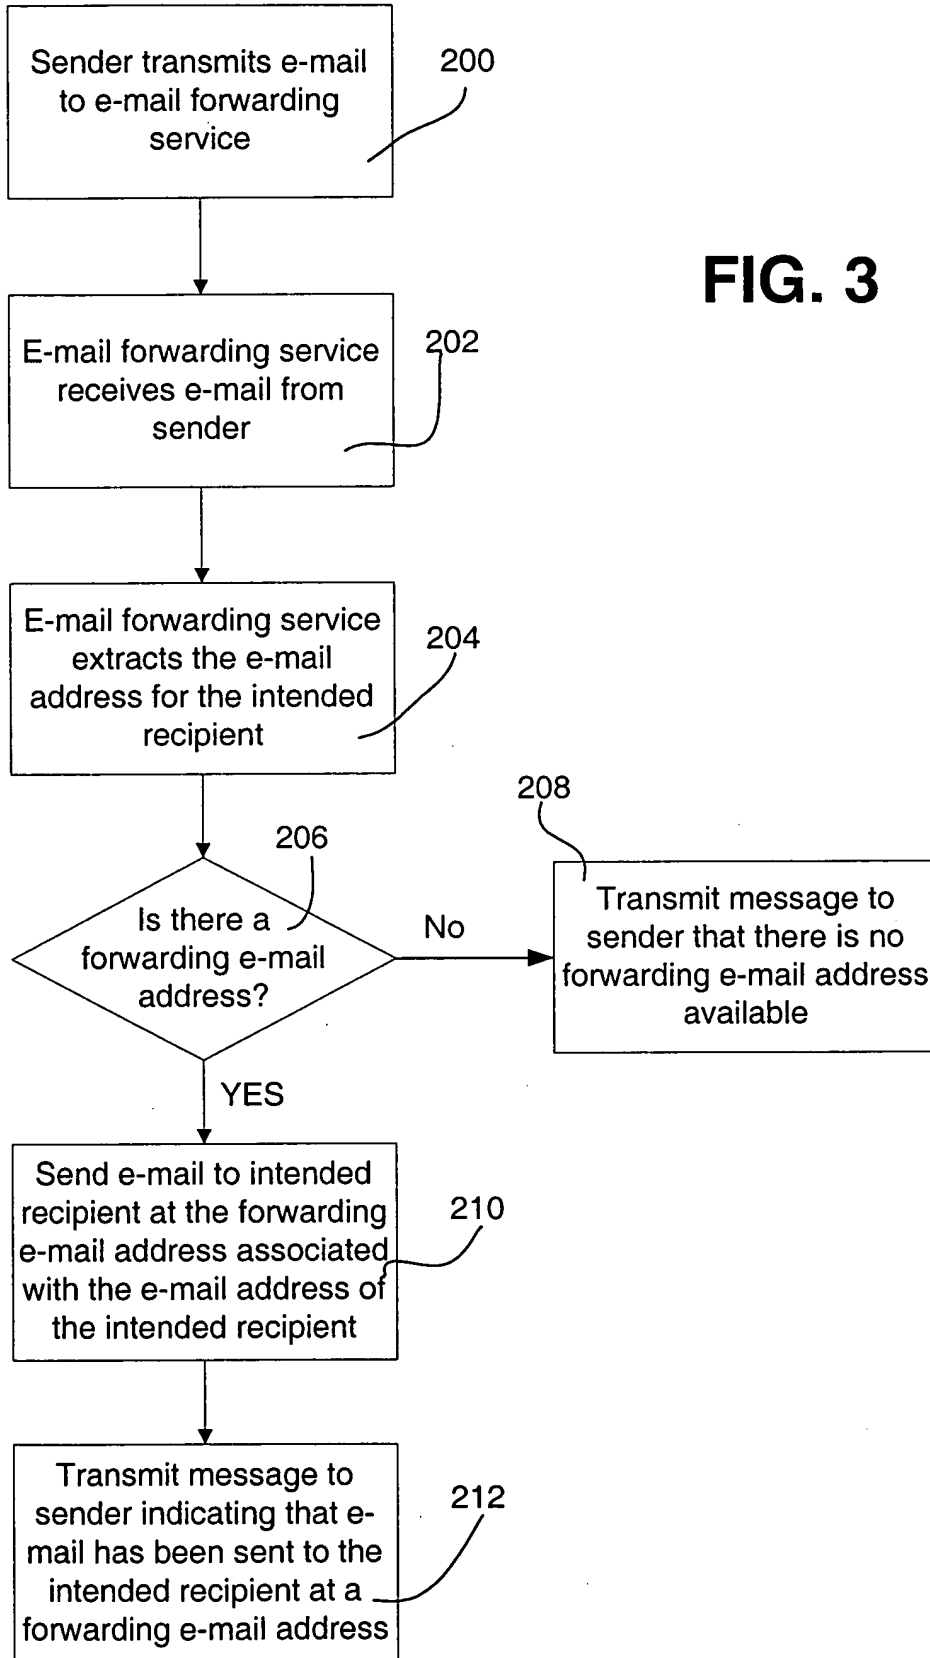 Sender transmits e-mail
to e-mail forwarding
service
200
FIG. 3
E-mail forwarding service
receives e-mail from
sender
202
E-mail forwarding service
extracts the e-mail
address for the intended
recipient
204
206
Is there a
forwarding e-mail
address?
No
208
Transmit message to
sender that there is no
forwarding e-mail address
available
YES
Send e-mail to intended
recipient at the forwarding
e-mail address associated
with the e-mail address of
the intended recipient
210
Transmit message to
sender indicating that e-
mail has been sent to the
intended recipient at a
forwarding e-mail address
212